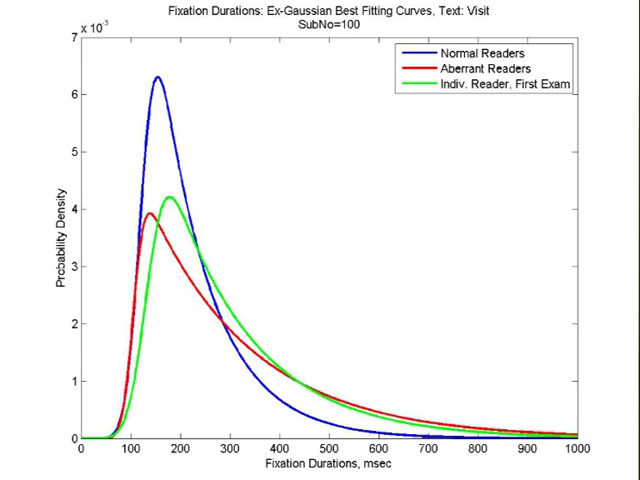 Fixation Durations: Ex-Gaussian Best Fitting Curves, Text: Visit
SubNo=100
7 x 10^-3
Normal Readers
Aberrant Readers
Indiv. Reader, First Exam
6
5
4
3
2
1
0
Probability Density
0 100 200 300 400 500 600 700 800 900 1000
Fixation Durations, msec